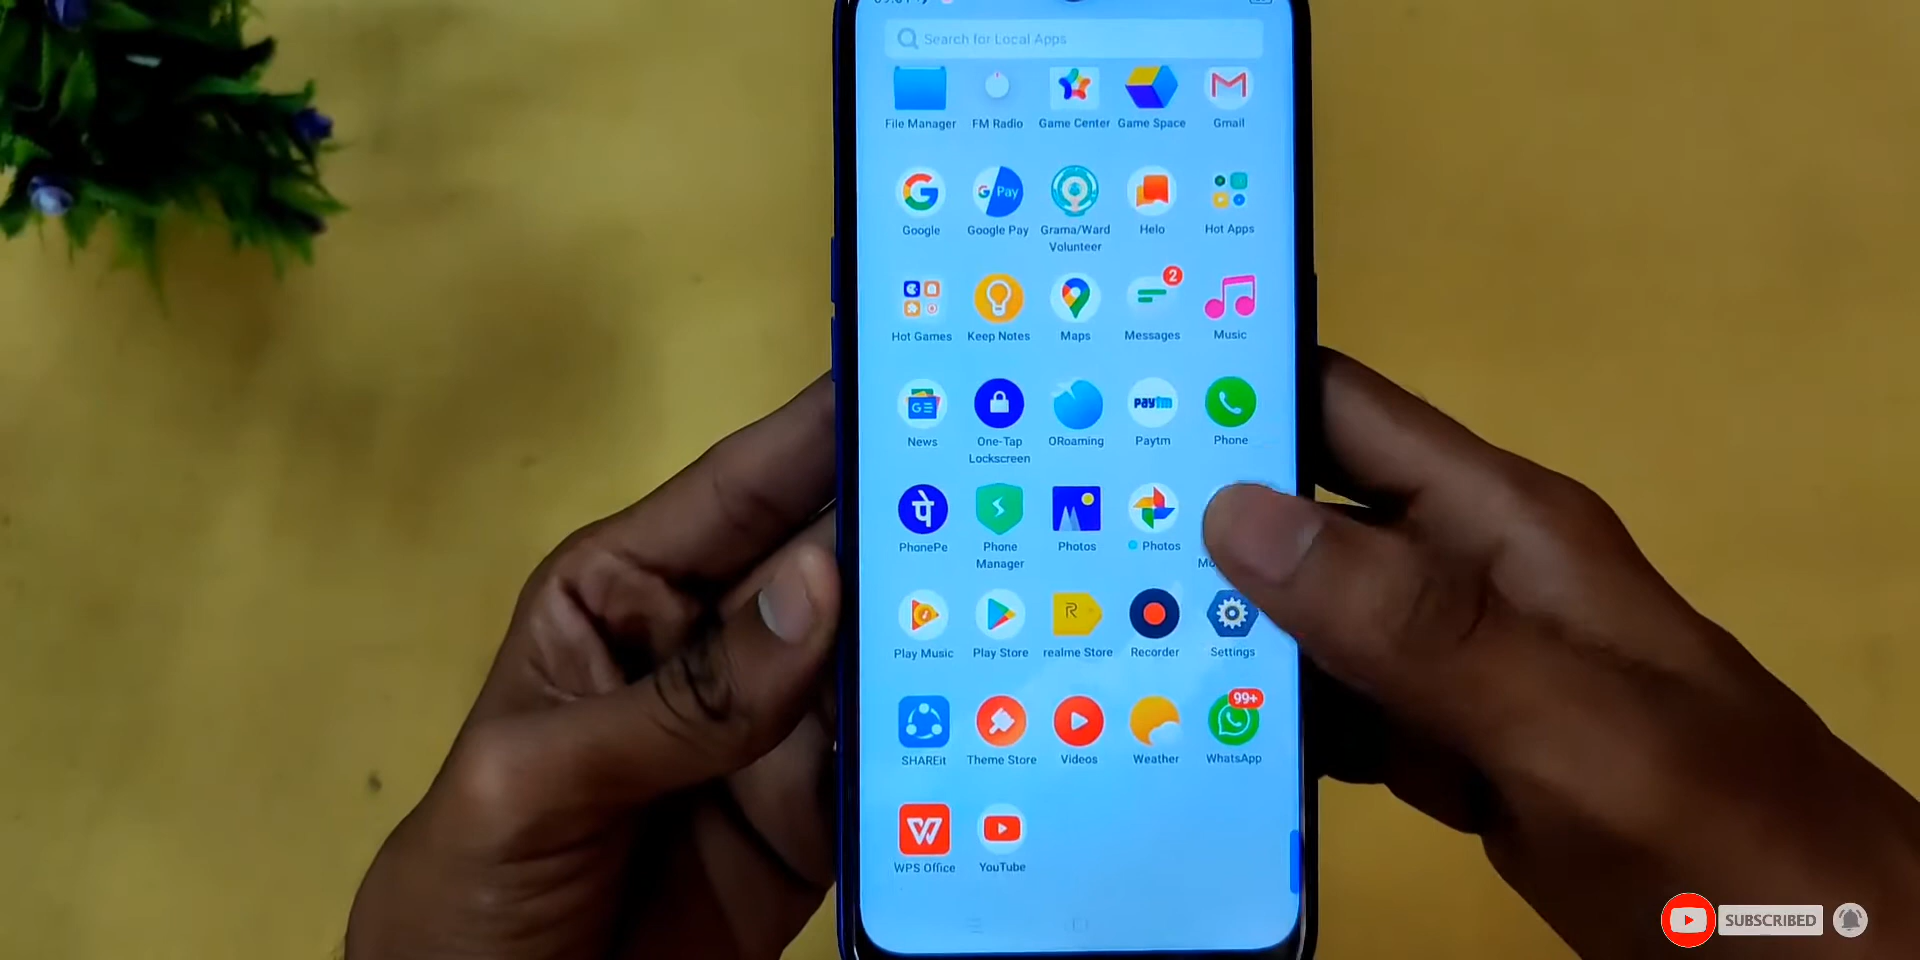 Search for Local Apps
File Manager FM Radio Game Center Game Space Gmail
G Pay
Google Google Pay Grama/Ward Volunteer Helo Hot Apps
2
Hot Games Keep Notes Maps Messages Music
GE paytm
News One-Tap Lockscreen ORoaming Paytm Phone
पे
PhonePe Phone Manager Photos Photos
R
Play Music Play Store realme Store Recorder Settings
99+
SHAREit Theme Store Videos Weather WhatsApp
W
WPS Office YouTube
SUBSCRIBED